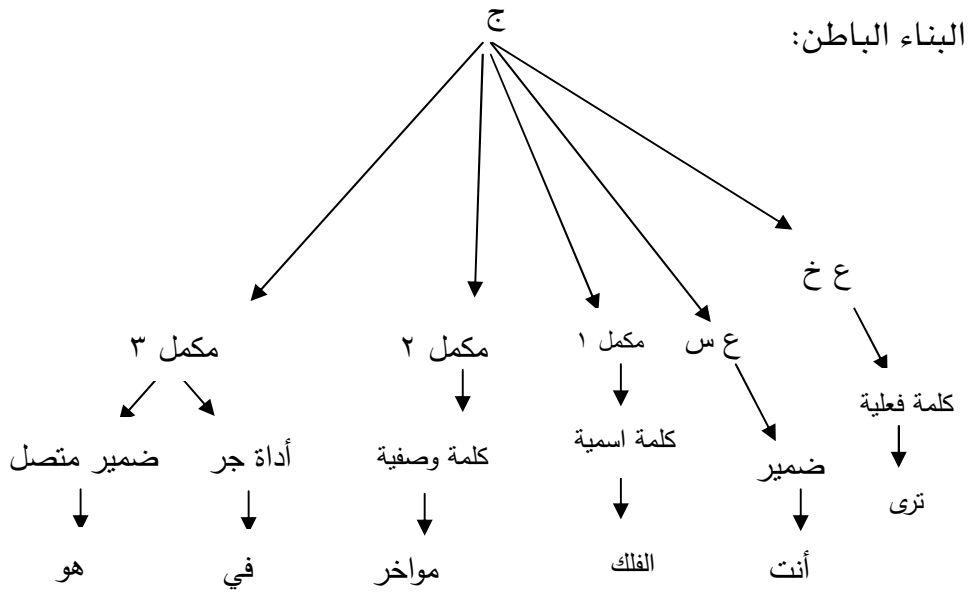 البناء الباطن:
ج
ع خ
ع س
مكمل ١
مكمل ٢
مكمل ٣
كلمة فعلية
ضمير
كلمة اسمية
كلمة وصفية
أداة جر
ضمير متصل
ترى
أنت
الفلك
مواخر
في
هو